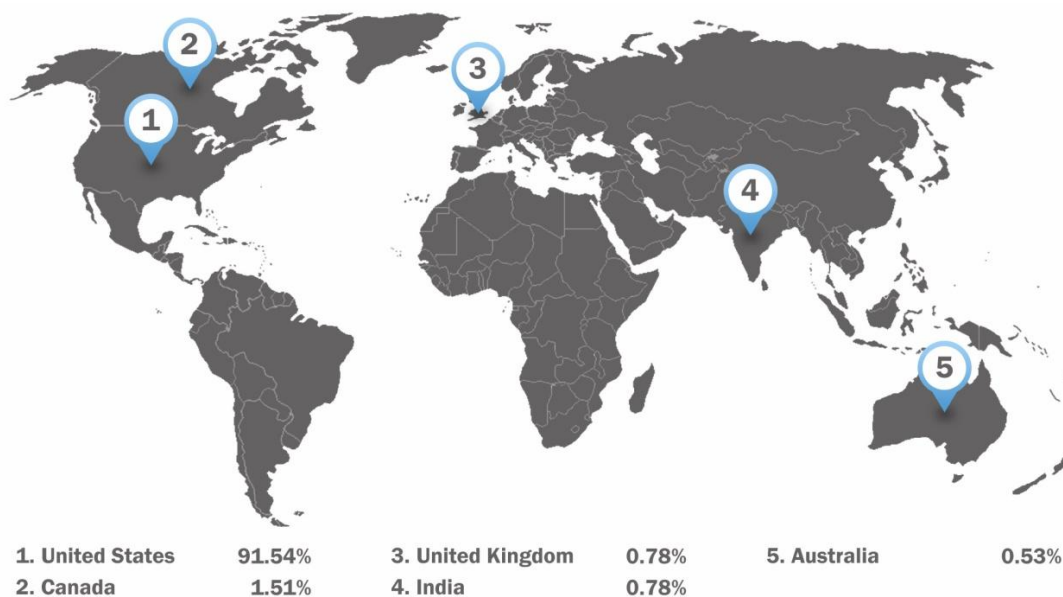 2
3
1
4
5
1. United States 91.54%
2. Canada 1.51%
3. United Kingdom 0.78%
4. India 0.78%
5. Australia 0.53%